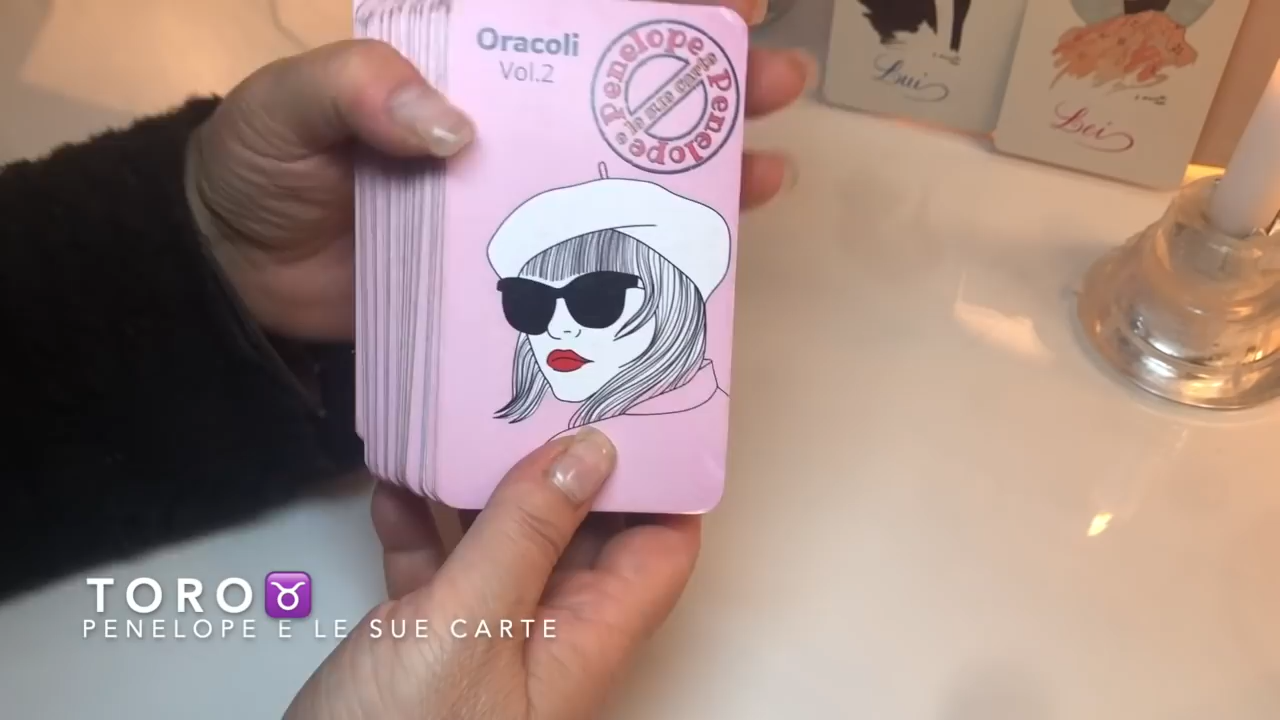 Oracoli
Vol.2
Penelope e Penelope e
le sue carte
Lui
Lei
TORO♉
PENELOPE E LE SUE CARTE